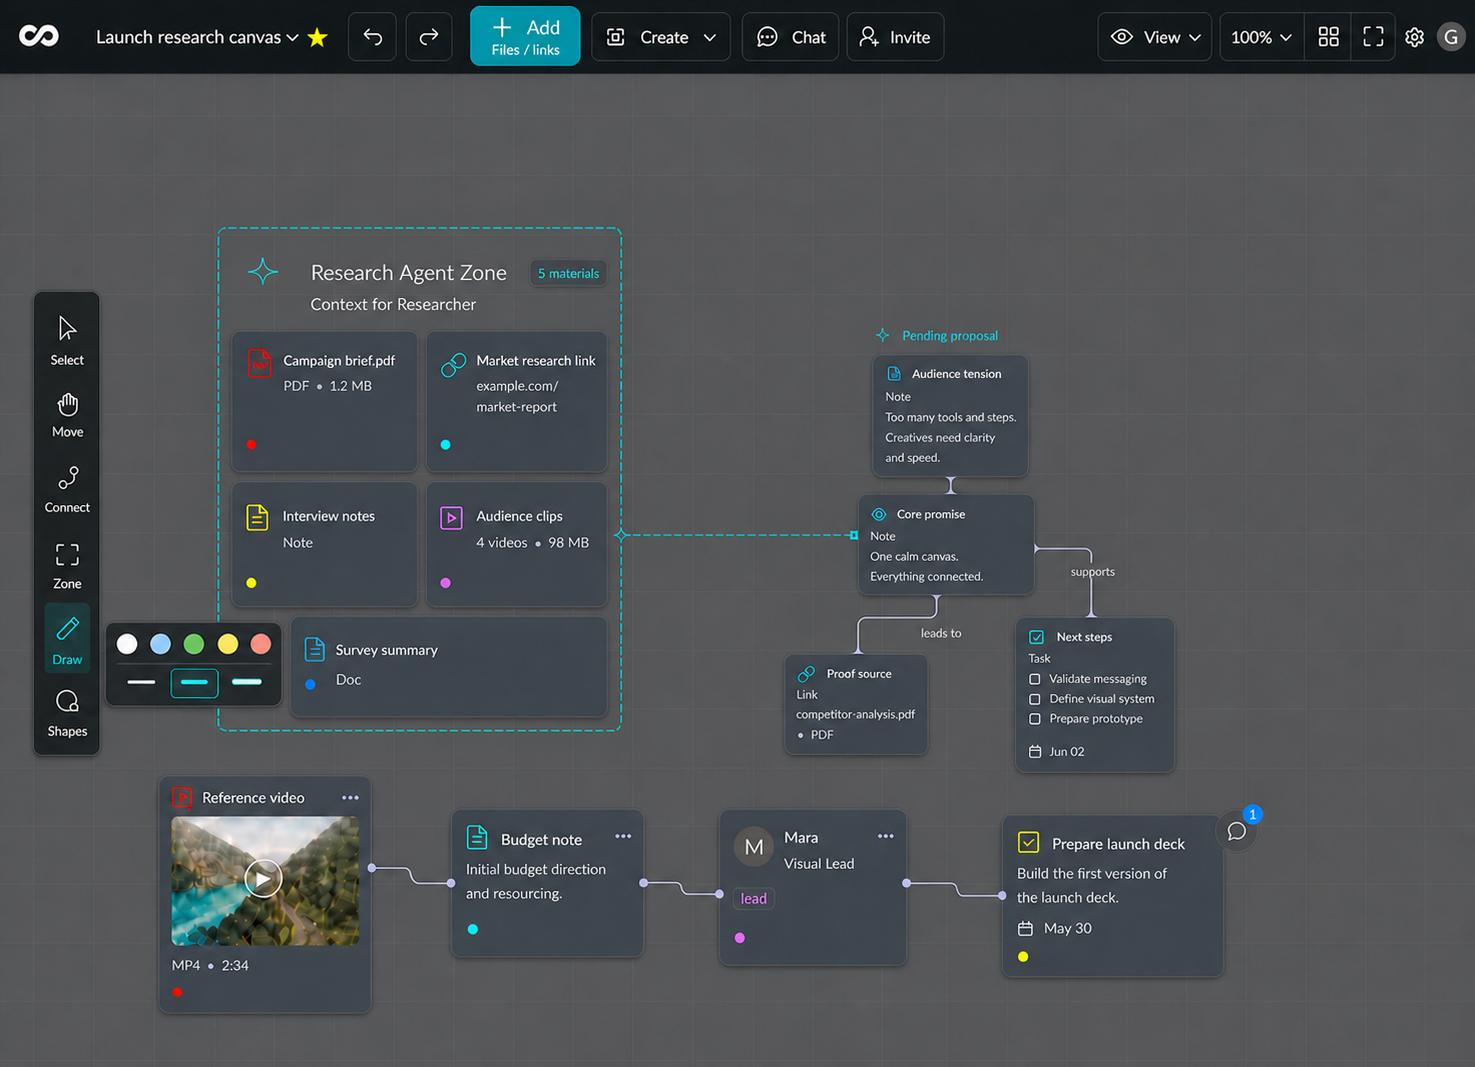 Launch research canvas
Add
Files / links
Create
Chat
Invite
View
100%
G
Select
Move
Connect
Zone
Draw
Shapes
Research Agent Zone
5 materials
Context for Researcher
Campaign brief.pdf
PDF • 1.2 MB
Market research link
example.com/
market-report
Interview notes
Note
Audience clips
4 videos • 98 MB
Survey summary
Doc
Pending proposal
Audience tension
Note
Too many tools and steps.
Creatives need clarity
and speed.
Core promise
Note
One calm canvas.
Everything connected.
supports
leads to
Proof source
Link
competitor-analysis.pdf
• PDF
Next steps
Task
Validate messaging
Define visual system
Prepare prototype
Jun 02
Reference video
MP4 • 2:34
Budget note
Initial budget direction
and resourcing.
M
Mara
Visual Lead
lead
1
Prepare launch deck
Build the first version of
the launch deck.
May 30